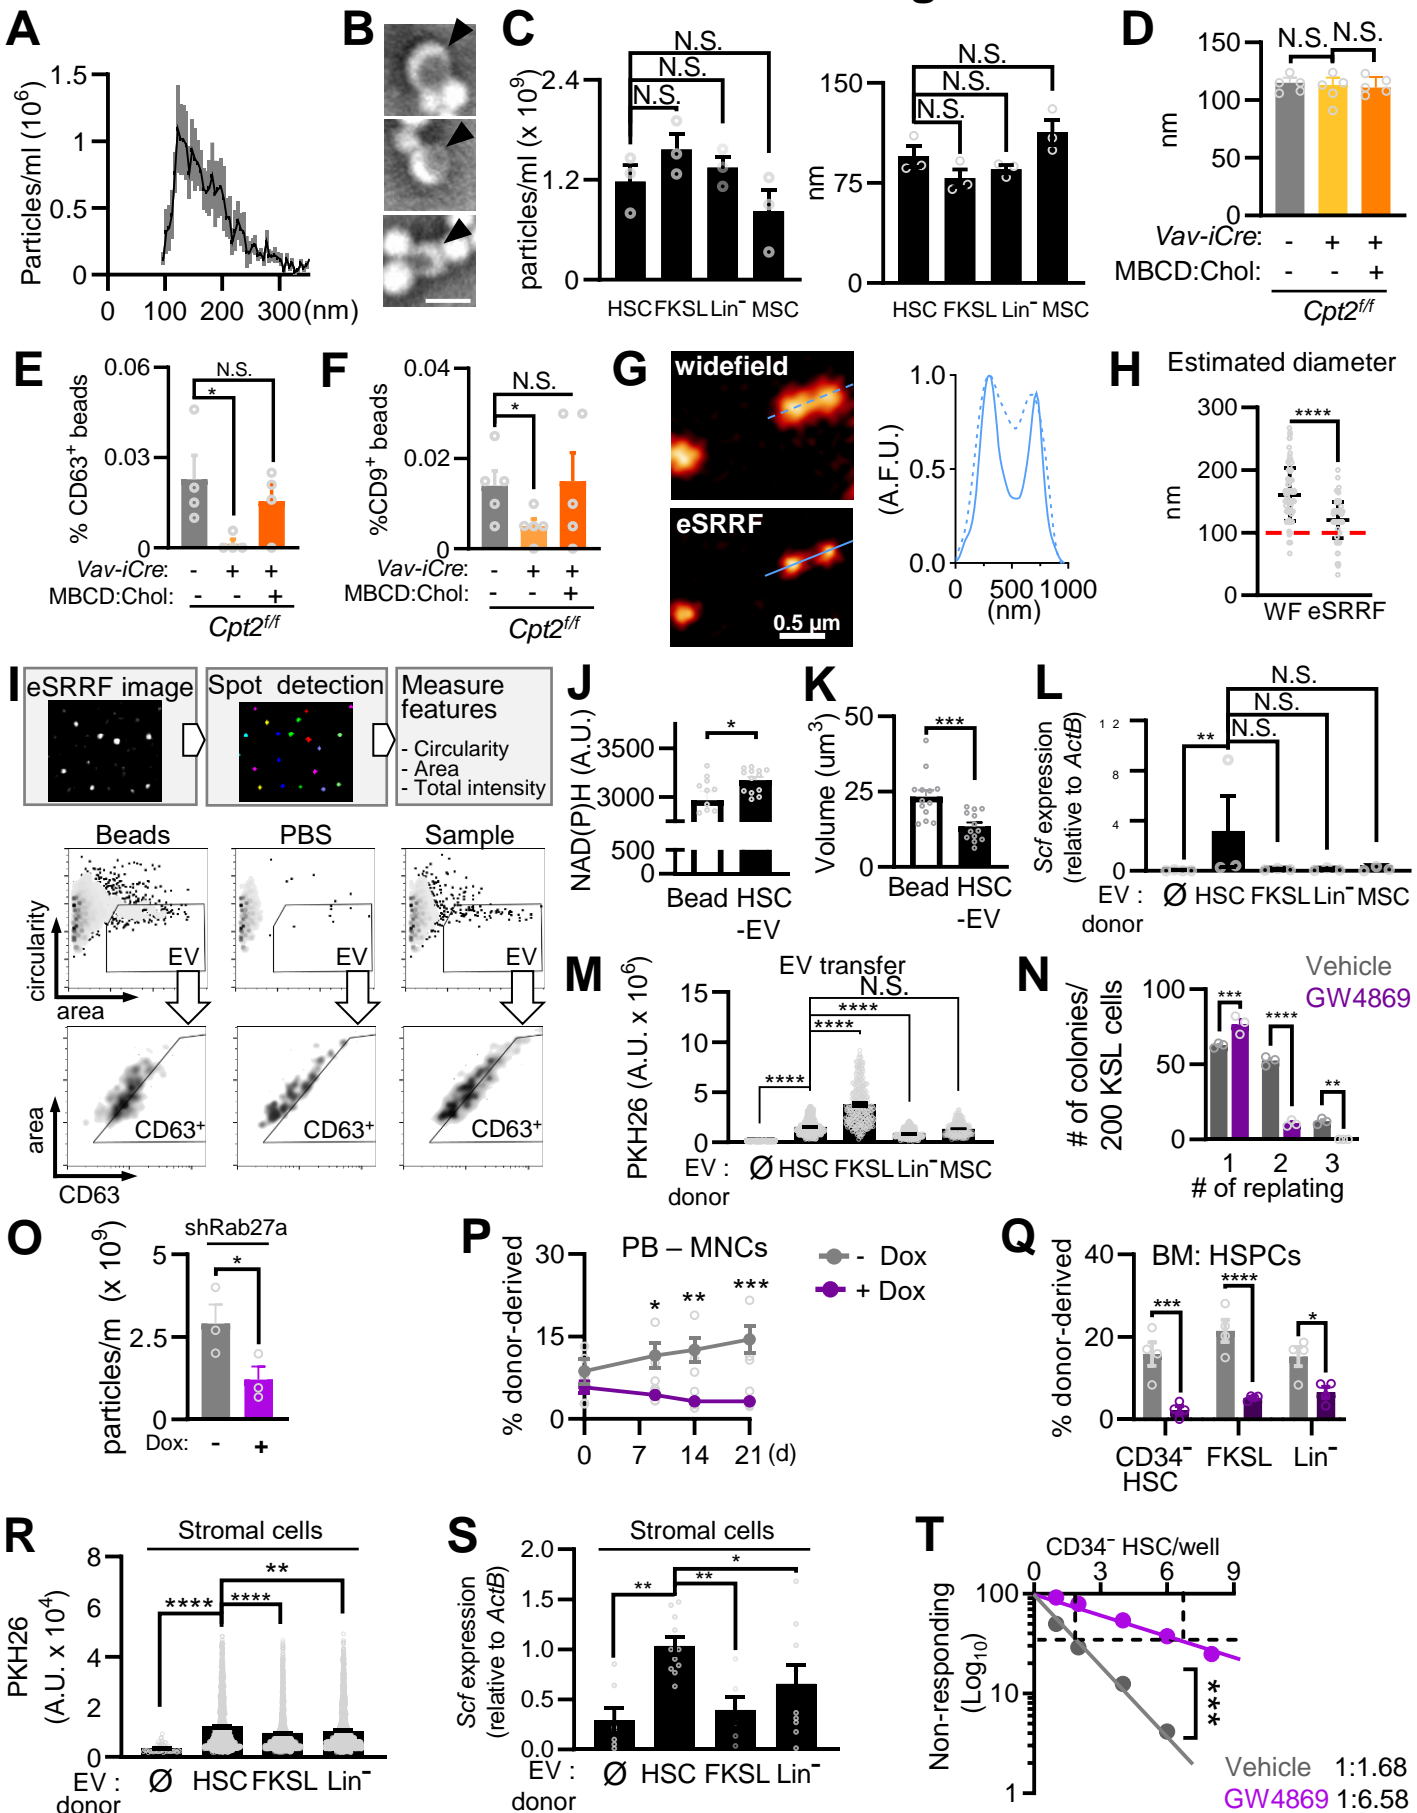 A
Particles/ml (10⁶)
1.5
1
0.5
0
0 100 200 300(nm)
B
C
particles/ml (x 10⁹)
2.4
1.2
0
N.S.
N.S.
N.S.
HSC FKSL Lin⁻ MSC
nm
150
75
0
N.S.
N.S.
N.S.
HSC FKSL Lin⁻ MSC
D
nm
150
100
50
0
N.S. N.S.
Vav-iCre: - + +
MBCD:Chol: - - +
Cpt2f/f
E
% CD63⁺ beads
0.06
0.03
0
N.S.
*
Vav-iCre: - + +
MBCD:Chol: - - +
Cpt2f/f
F
%CD9⁺ beads
0.04
0.02
0
N.S.
*
Vav-iCre: - + +
MBCD:Chol: - - +
Cpt2f/f
G
widefield
eSRRF
0.5 µm
(A.F.U.)
1.0
0.5
0.0
0 500 1000
(nm)
H
Estimated diameter
nm
300
200
100
0
****
WF eSRRF
I
eSRRF image
Spot detection
Measure
features
- Circularity
- Area
- Total intensity
Beads PBS Sample
circularity
area
EV EV EV
area
CD63
CD63⁺ CD63⁺ CD63⁺
J
NAD(P)H (A.U.)
3500
3000
500
0
*
Bead HSC
-EV
K
Volume (um³)
50
25
0
***
Bead HSC
-EV
L
Scf expression
(relative to ActB)
1 2
8
4
0
N.S.
N.S.
N.S.
**
EV :
donor
Ø HSC FKSL Lin⁻ MSC
M
EV transfer
PKH26 (A.U. x 10⁶)
15
10
5
0
N.S.
****
****
****
EV :
donor
Ø HSC FKSL Lin⁻ MSC
N
Vehicle
GW4869
# of colonies/
200 KSL cells
100
50
0
***
****
**
1 2 3
# of replating
O
shRab27a
particles/m (x 10⁹)
5
2.5
0
*
Dox: - +
P
PB – MNCs
% donor-derived
30
15
0
* ** ***
- Dox
+ Dox
0 7 14 21 (d)
Q
BM: HSPCs
% donor-derived
40
20
0
***
****
*
CD34⁻
HSC
FKSL Lin⁻
R
Stromal cells
PKH26
(A.U. x 10⁴)
8
6
4
2
0
**
**** ****
EV :
donor
Ø HSC FKSL Lin⁻
S
Stromal cells
Scf expression
(relative to ActB)
2.0
1.5
1.0
0.5
0.0
*
** **
EV :
donor
Ø HSC FKSL Lin⁻
T
CD34⁻ HSC/well
0 3 6 9
Non-responding
(Log₁₀)
100
10
1
***
Vehicle 1:1.68
GW4869 1:6.58